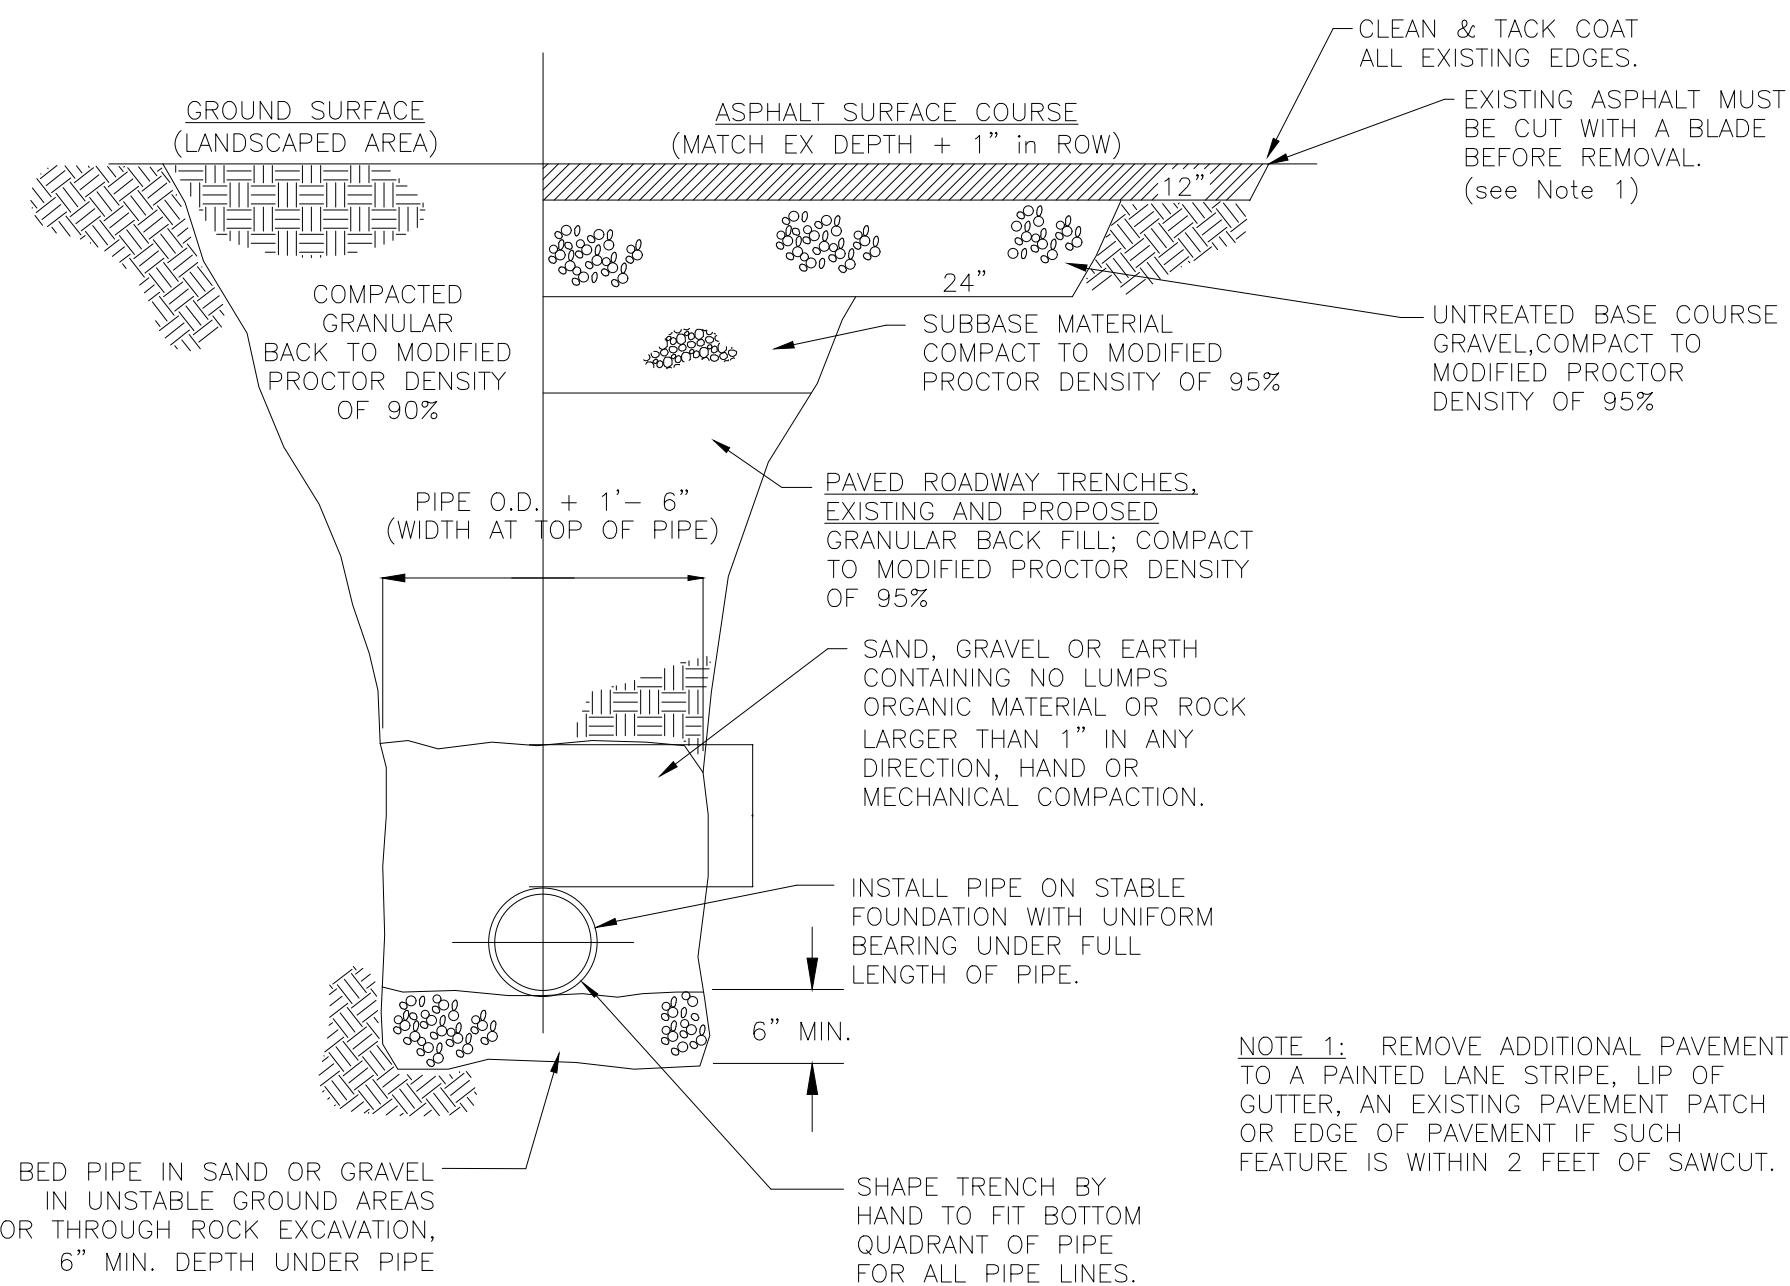 CLEAN & TACK COAT
ALL EXISTING EDGES.
EXISTING ASPHALT MUST
BE CUT WITH A BLADE
BEFORE REMOVAL.
(see Note 1)
GROUND SURFACE
(LANDSCAPED AREA)
ASPHALT SURFACE COURSE
(MATCH EX DEPTH + 1" in ROW)
12"
24"
COMPACTED
GRANULAR
BACK TO MODIFIED
PROCTOR DENSITY
OF 90%
SUBBASE MATERIAL
COMPACT TO MODIFIED
PROCTOR DENSITY OF 95%
UNTREATED BASE COURSE
GRAVEL,COMPACT TO
MODIFIED PROCTOR
DENSITY OF 95%
PIPE O.D. + 1'- 6"
(WIDTH AT TOP OF PIPE)
PAVED ROADWAY TRENCHES,
EXISTING AND PROPOSED
GRANULAR BACK FILL; COMPACT
TO MODIFIED PROCTOR DENSITY
OF 95%
SAND, GRAVEL OR EARTH
CONTAINING NO LUMPS
ORGANIC MATERIAL OR ROCK
LARGER THAN 1" IN ANY
DIRECTION, HAND OR
MECHANICAL COMPACTION.
INSTALL PIPE ON STABLE
FOUNDATION WITH UNIFORM
BEARING UNDER FULL
LENGTH OF PIPE.
6" MIN.
NOTE 1: REMOVE ADDITIONAL PAVEMENT
TO A PAINTED LANE STRIPE, LIP OF
GUTTER, AN EXISTING PAVEMENT PATCH
OR EDGE OF PAVEMENT IF SUCH
FEATURE IS WITHIN 2 FEET OF SAWCUT.
BED PIPE IN SAND OR GRAVEL
IN UNSTABLE GROUND AREAS
OR THROUGH ROCK EXCAVATION,
6" MIN. DEPTH UNDER PIPE
SHAPE TRENCH BY
HAND TO FIT BOTTOM
QUADRANT OF PIPE
FOR ALL PIPE LINES.